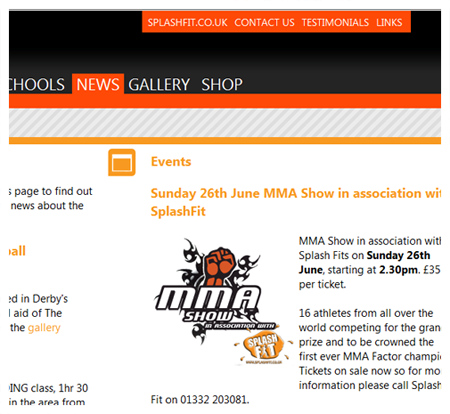 SPLASHFIT.CO.UK CONTACT US TESTIMONIALS LINKS
CHOOLS NEWS GALLERY SHOP
Events
s page to find out
news about the
Sunday 26th June MMA Show in association wit
SplashFit
all
MMA Show in association with
Splash Fits on Sunday 26th
June, starting at 2.30pm. £35
per ticket.
MMA
SHOW
IN ASSOCIATION WITH
SPLASH
FIT
ed in Derby's
l aid of The
the gallery
16 athletes from all over the
world competing for the gran
prize and to be crowned the
first ever MMA Factor champio
Tickets on sale now so for mo
information please call Splash
Fit on 01332 203081.
ING class, 1hr 30
in the area from